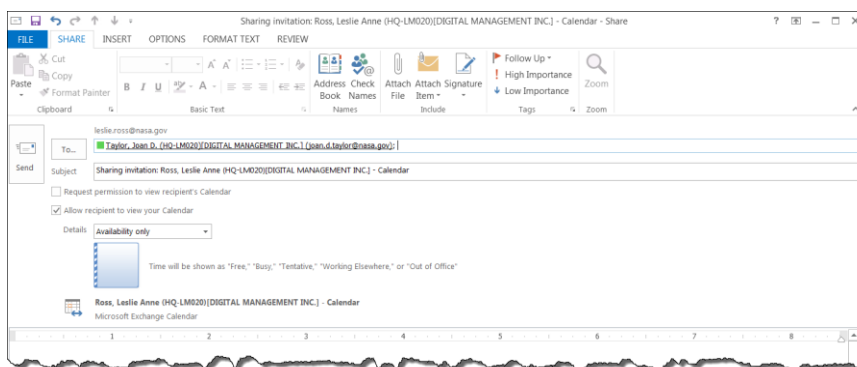 Sharing invitation: Ross, Leslie Anne (HQ-LM020)[DIGITAL MANAGEMENT INC.] - Calendar - Share
FILE SHARE INSERT OPTIONS FORMAT TEXT REVIEW
Paste
Cut
Copy
Format Painter
Clipboard
B I U
Basic Text
Address Book
Check Names
Names
Attach File
Attach Item
Signature
Include
Follow Up
High Importance
Low Importance
Tags
Zoom
Zoom
leslie.ross@nasa.gov
Send
To... Taylor, Joan D. (HQ-LM020)[DIGITAL MANAGEMENT INC.] (joan.d.taylor@nasa.gov);
Subject Sharing invitation: Ross, Leslie Anne (HQ-LM020)[DIGITAL MANAGEMENT INC.] - Calendar
Request permission to view recipient's Calendar
Allow recipient to view your Calendar
Details Availability only
Time will be shown as "Free," "Busy," "Tentative," "Working Elsewhere," or "Out of Office"
Ross, Leslie Anne (HQ-LM020)[DIGITAL MANAGEMENT INC.] - Calendar
Microsoft Exchange Calendar
1 2 3 4 5 6 7 8